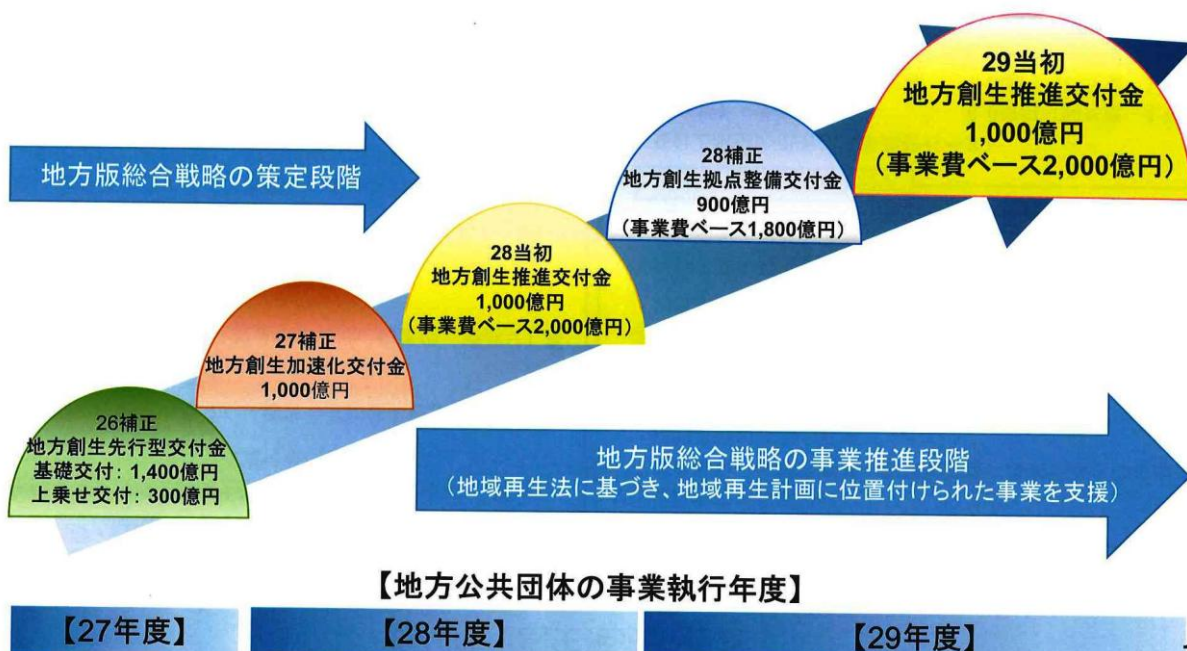 29当初
地方創生推進交付金
1,000億円
(事業費ベース2,000億円)
28補正
地方創生拠点整備交付金
900億円
(事業費ベース1,800億円)
地方版総合戦略の策定段階
28当初
地方創生推進交付金
1,000億円
(事業費ベース2,000億円)
27補正
地方創生加速化交付金
1,000億円
26補正
地方創生先行型交付金
基礎交付：1,400億円
上乗せ交付：300億円
地方版総合戦略の事業推進段階
(地域再生法に基づき、地域再生計画に位置付けられた事業を支援)
【地方公共団体の事業執行年度】
【27年度】
【28年度】
【29年度】